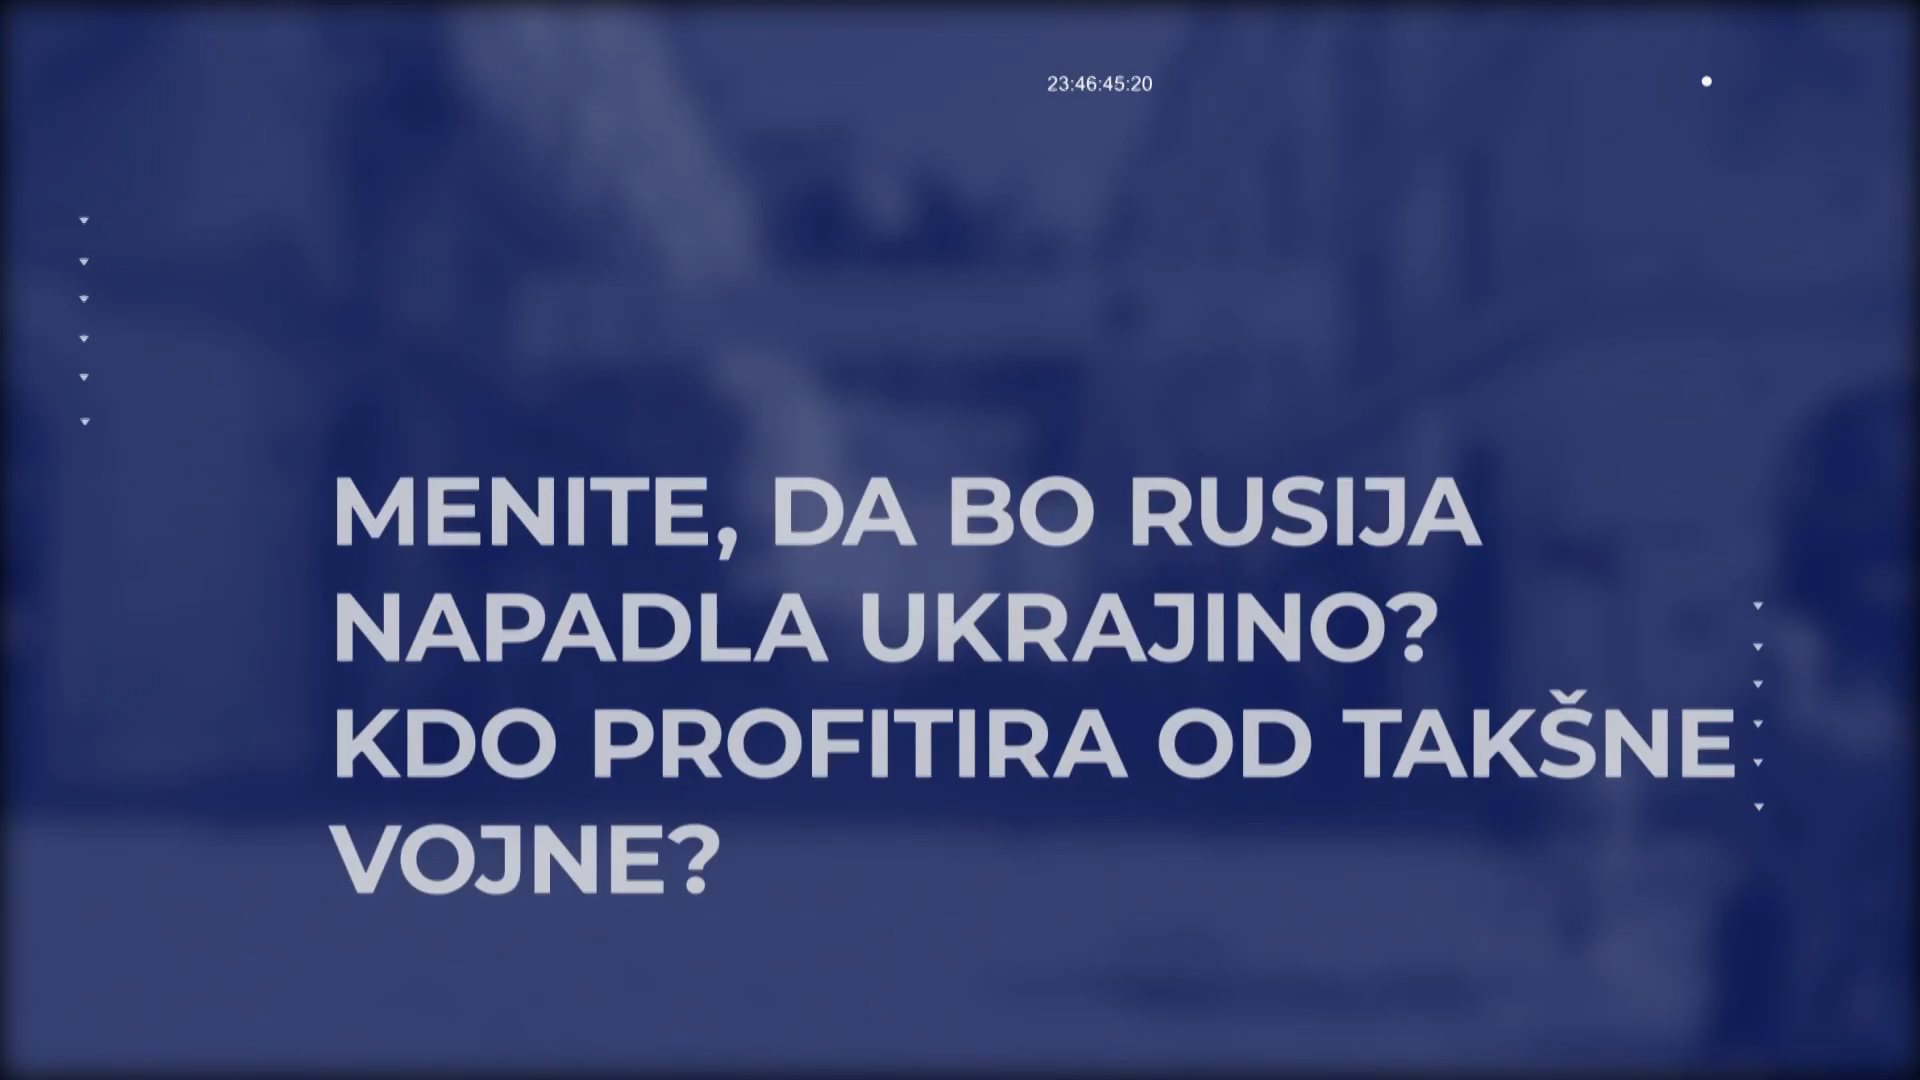 23:46:45:20
MENITE, DA BO RUSIJA
NAPADLA UKRAJINO?
KDO PROFITIRA OD TAKŠNE
VOJNE?